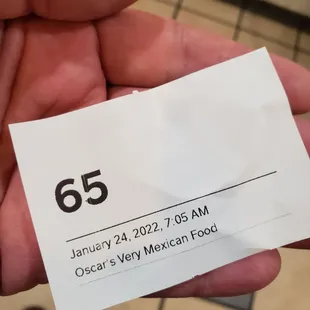 65
January 24, 2022, 7:05 AM
Oscar's Very Mexican Food